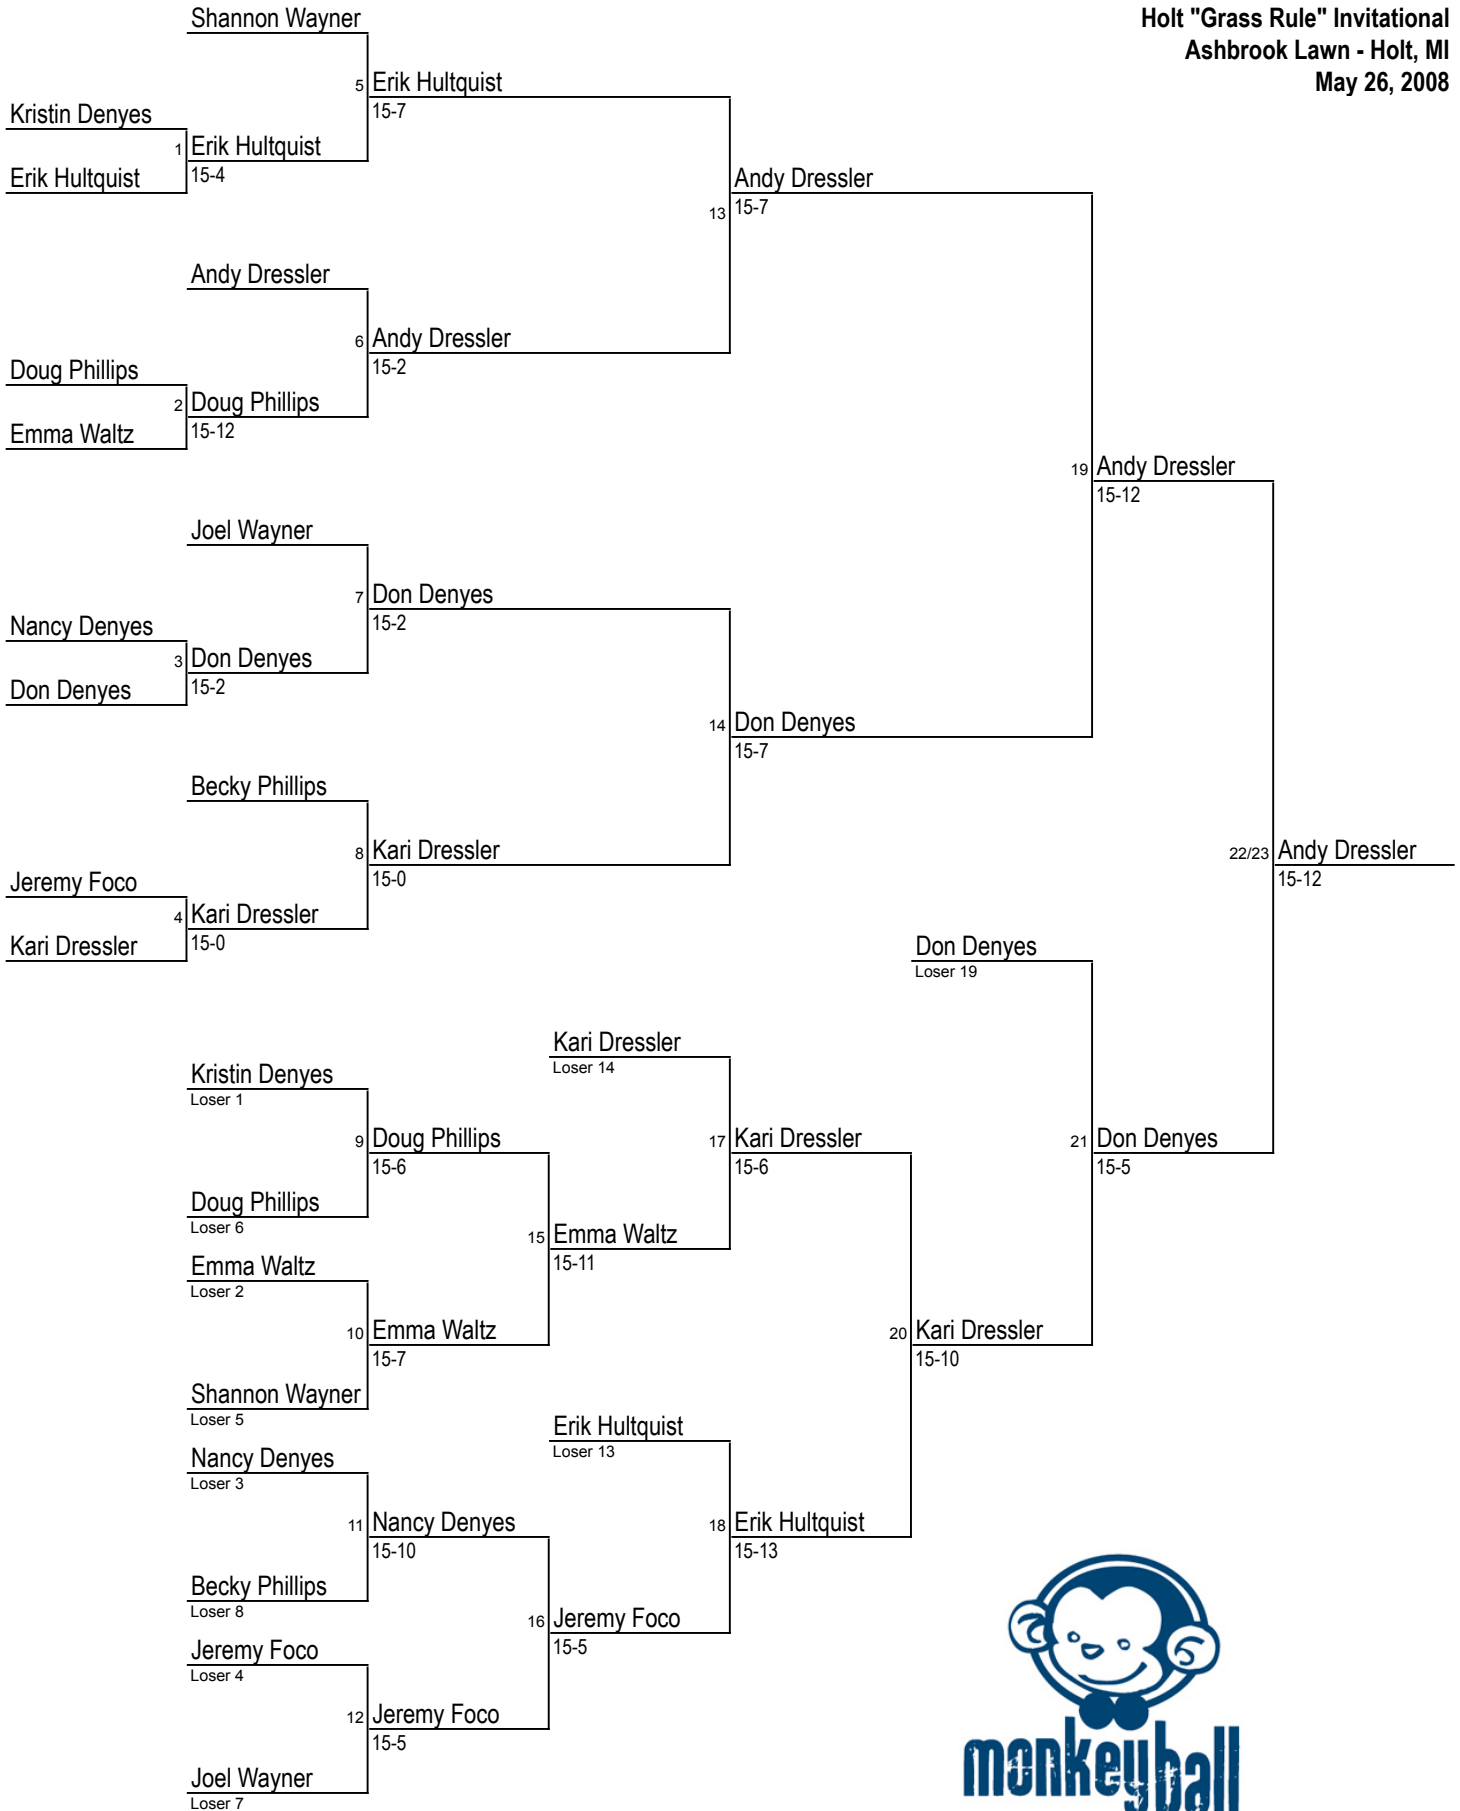 Holt "Grass Rule" Invitational
Ashbrook Lawn - Holt, MI
May 26, 2008
Shannon Wayner
5 Erik Hultquist
15-7
Kristin Denyes
1 Erik Hultquist
15-4
Erik Hultquist
Andy Dressler
13
15-7
Andy Dressler
6 Andy Dressler
15-2
Doug Phillips
2 Doug Phillips
15-12
Emma Waltz
19 Andy Dressler
15-12
Joel Wayner
7 Don Denyes
15-2
Nancy Denyes
3 Don Denyes
15-2
Don Denyes
14 Don Denyes
15-7
Becky Phillips
8 Kari Dressler
15-0
22/23 Andy Dressler
15-12
Jeremy Foco
4 Kari Dressler
15-0
Kari Dressler
Don Denyes
Loser 19
Kari Dressler
Loser 14
Kristin Denyes
Loser 1
9 Doug Phillips
15-6
17 Kari Dressler
15-6
21 Don Denyes
15-5
Doug Phillips
Loser 6
15 Emma Waltz
15-11
Emma Waltz
Loser 2
10 Emma Waltz
15-7
20 Kari Dressler
15-10
Shannon Wayner
Loser 5
Erik Hultquist
Loser 13
Nancy Denyes
Loser 3
11 Nancy Denyes
15-10
18 Erik Hultquist
15-13
Becky Phillips
Loser 8
16 Jeremy Foco
15-5
Jeremy Foco
Loser 4
12 Jeremy Foco
15-5
Joel Wayner
Loser 7
monkeyball